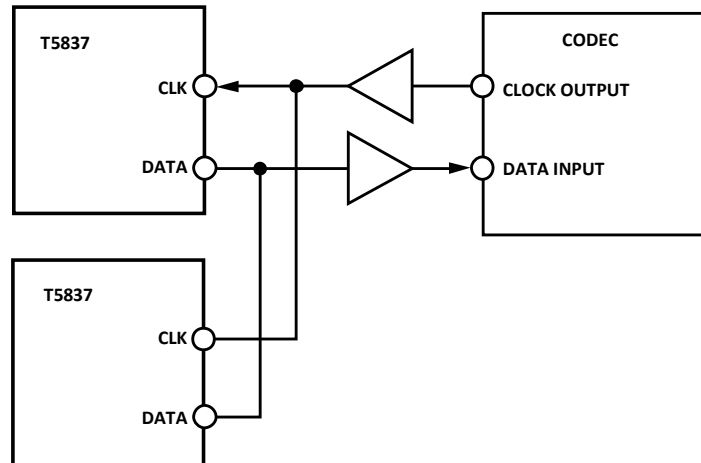 T5837
CODEC
CLK
CLOCK OUTPUT
DATA
DATA INPUT
T5837
CLK
DATA